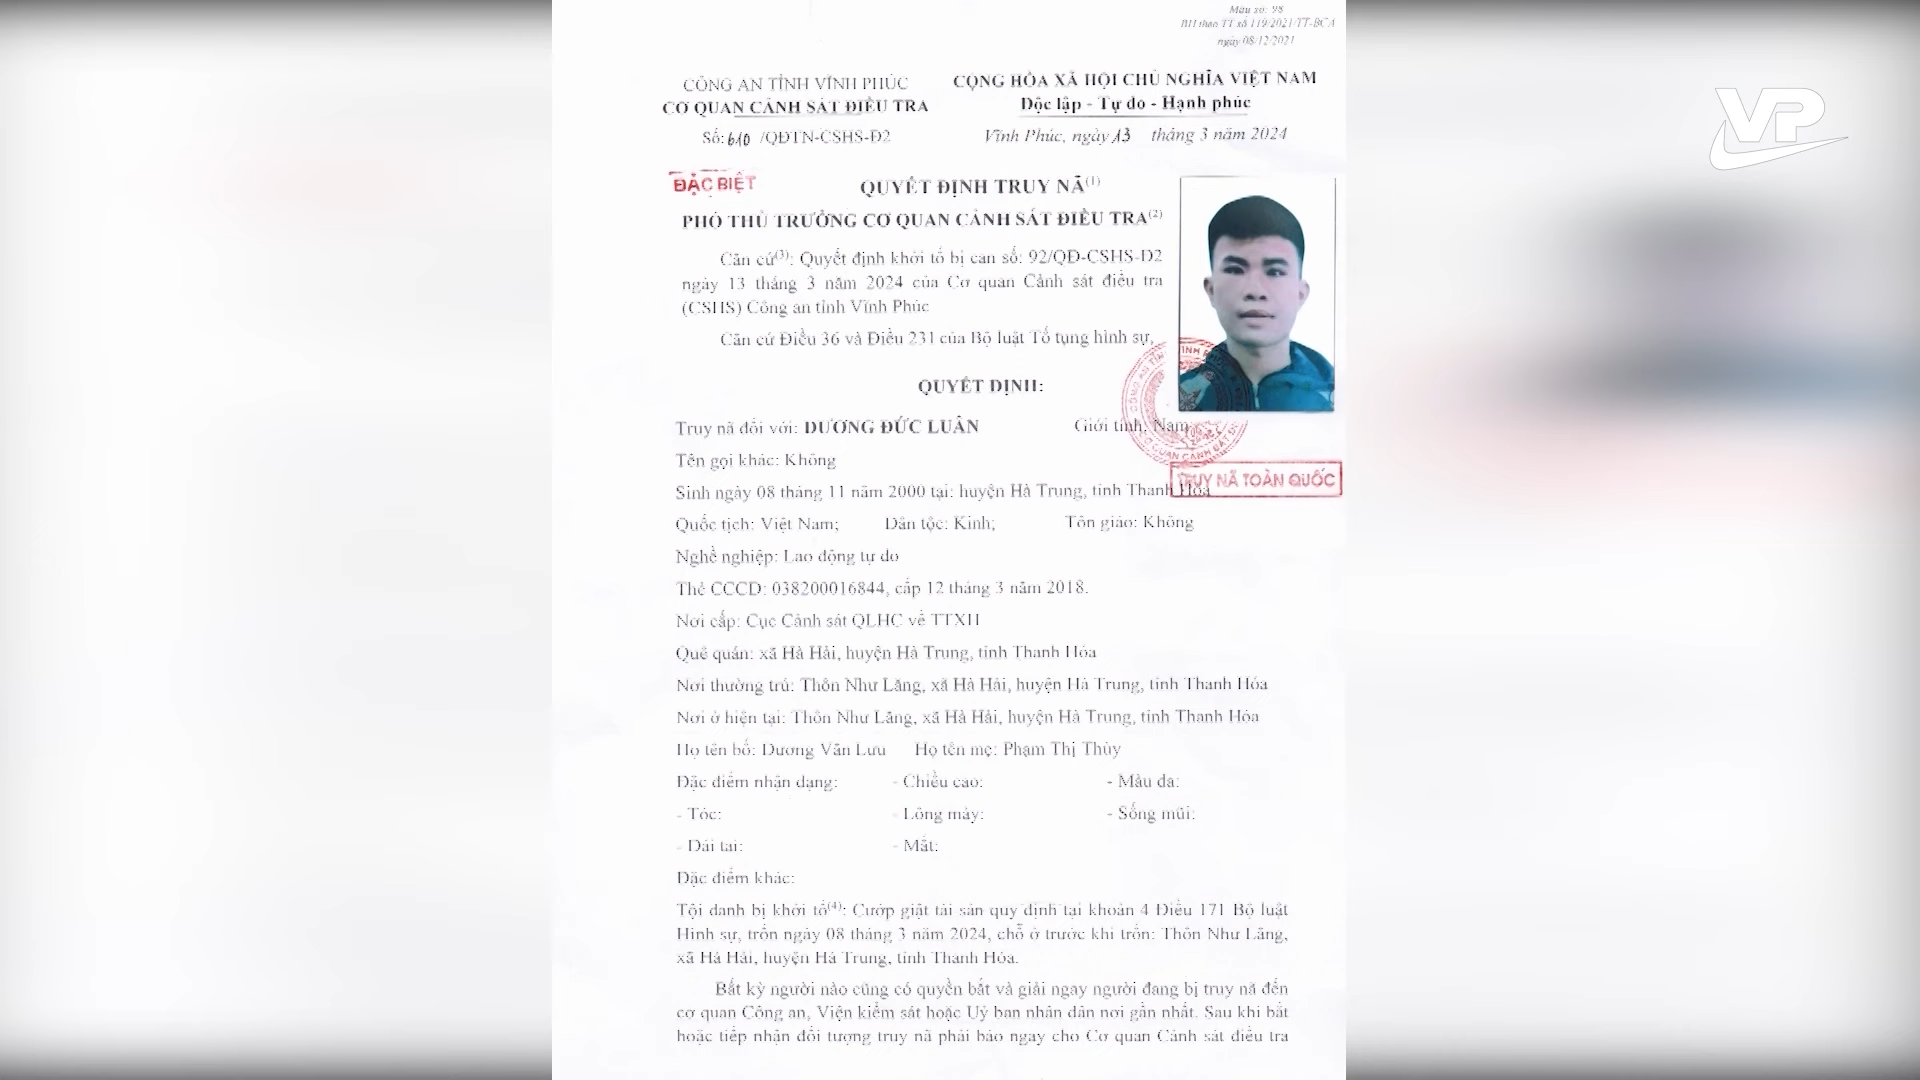 Mẫu số: 98
BH theo TT số 119/2021/TT-BCA
ngày 08/12/2021
CÔNG AN TỈNH VĨNH PHÚC
CƠ QUAN CẢNH SÁT ĐIỀU TRA
Số: 610 /QĐTN-CSHS-Đ2
CỘNG HÒA XÃ HỘI CHỦ NGHĨA VIỆT NAM
Độc lập - Tự do - Hạnh phúc
Vĩnh Phúc, ngày 13 tháng 3 năm 2024
VP
ĐẶC BIỆT
QUYẾT ĐỊNH TRUY NÃ(1)
PHÓ THỦ TRƯỞNG CƠ QUAN CẢNH SÁT ĐIỀU TRA(2)
Căn cứ(3): Quyết định khởi tố bị can số: 92/QĐ-CSHS-Đ2
ngày 13 tháng 3 năm 2024 của Cơ quan Cảnh sát điều tra
(CSHS) Công an tỉnh Vĩnh Phúc
Căn cứ Điều 36 và Điều 231 của Bộ luật Tố tụng hình sự,
QUYẾT ĐỊNH:
Truy nã đối với: DƯƠNG ĐỨC LUÂN Giới tính: Nam
Tên gọi khác: Không
TRUY NÃ TOÀN QUỐC
Sinh ngày 08 tháng 11 năm 2000 tại: huyện Hà Trung, tỉnh Thanh Hóa
Quốc tịch: Việt Nam; Dân tộc: Kinh; Tôn giáo: Không
Nghề nghiệp: Lao động tự do
Thẻ CCCD: 038200016844, cấp 12 tháng 3 năm 2018.
Nơi cấp: Cục Cảnh sát QLHC về TTXH
Quê quán: xã Hà Hải, huyện Hà Trung, tỉnh Thanh Hóa
Nơi thường trú: Thôn Như Lăng, xã Hà Hải, huyện Hà Trung, tỉnh Thanh Hóa
Nơi ở hiện tại: Thôn Như Lăng, xã Hà Hải, huyện Hà Trung, tỉnh Thanh Hóa
Họ tên bố: Dương Văn Lưu Họ tên mẹ: Phạm Thị Thủy
Đặc điểm nhận dạng: - Chiều cao: - Màu da:
- Tóc: - Lông mày: - Sống mũi:
- Dái tai: - Mắt:
Đặc điểm khác:
Tội danh bị khởi tố(4): Cướp giật tài sản quy định tại khoản 4 Điều 171 Bộ luật
Hình sự, trốn ngày 08 tháng 3 năm 2024, chỗ ở trước khi trốn: Thôn Như Lăng,
xã Hà Hải, huyện Hà Trung, tỉnh Thanh Hóa.
Bất kỳ người nào cũng có quyền bắt và giải ngay người đang bị truy nã đến
cơ quan Công an, Viện kiểm sát hoặc Uỷ ban nhân dân nơi gần nhất. Sau khi bắt
hoặc tiếp nhận đối tượng truy nã phải báo ngay cho Cơ quan Cảnh sát điều tra